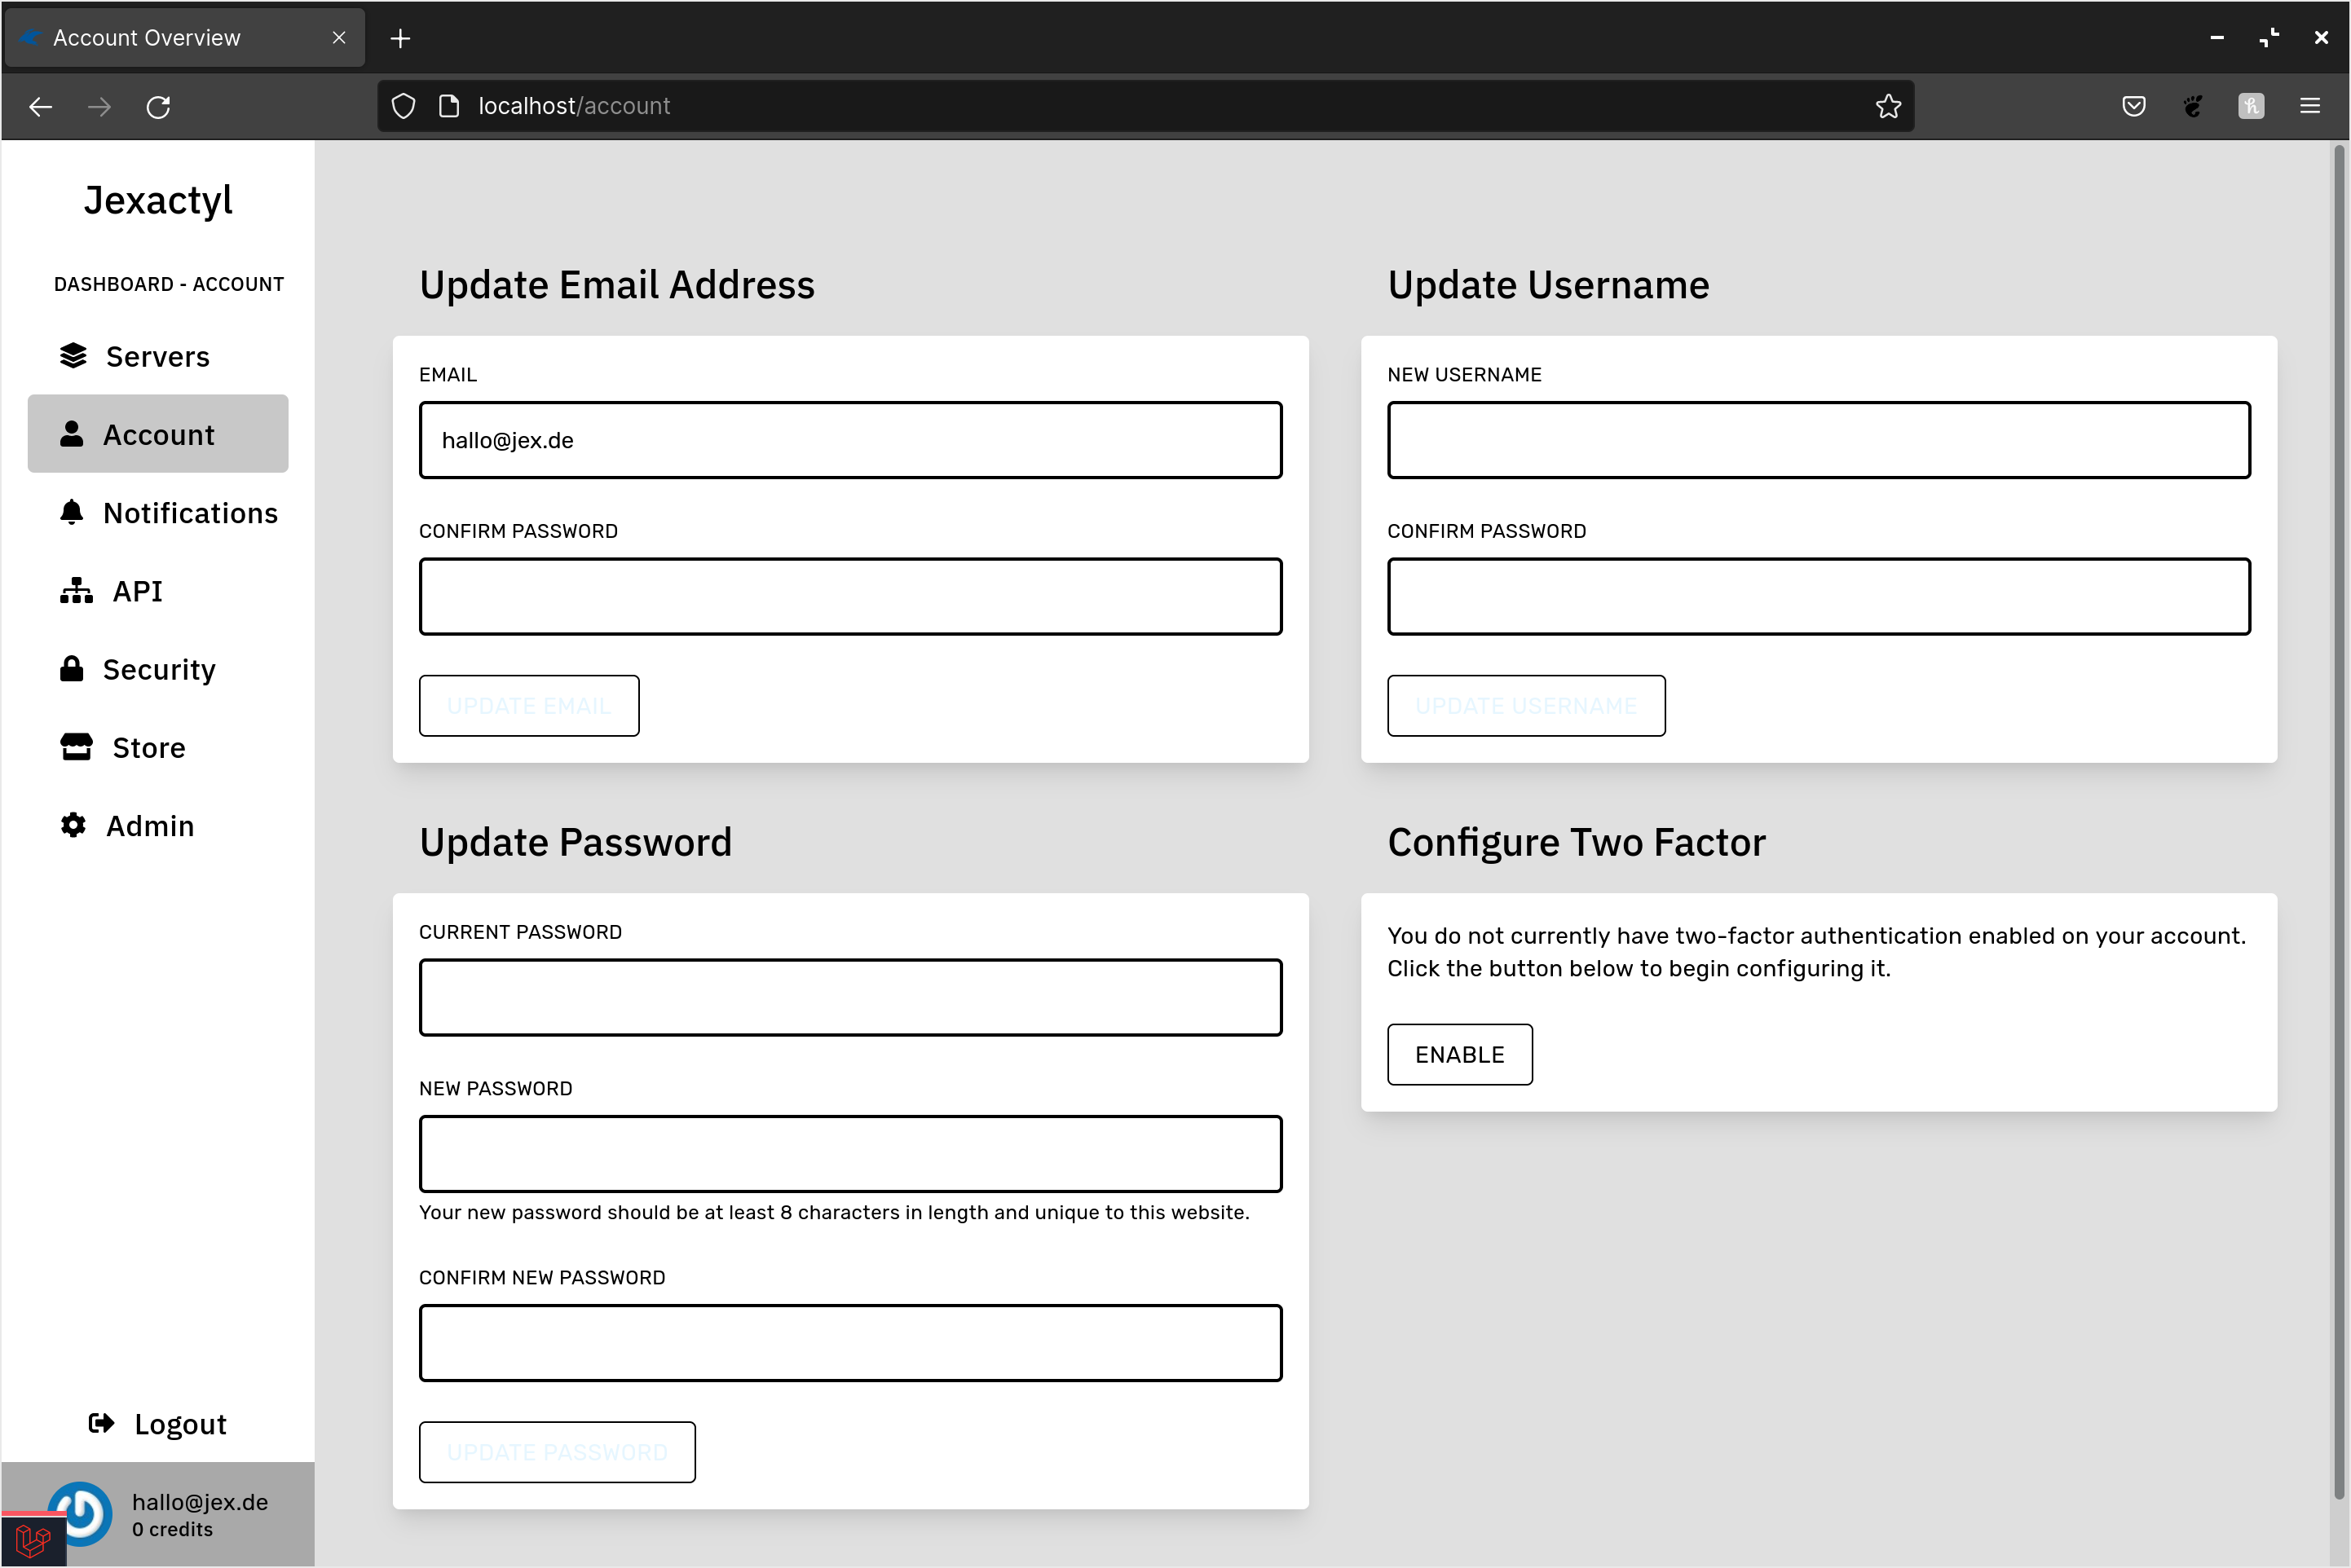 Account Overview
localhost/account
Jexactyl
DASHBOARD - ACCOUNT
Servers
Account
Notifications
API
Security
Store
Admin
Logout
hallo@jex.de
0 credits
Update Email Address
EMAIL
hallo@jex.de
CONFIRM PASSWORD
UPDATE EMAIL
Update Username
NEW USERNAME
CONFIRM PASSWORD
UPDATE USERNAME
Update Password
CURRENT PASSWORD
NEW PASSWORD
Your new password should be at least 8 characters in length and unique to this website.
CONFIRM NEW PASSWORD
UPDATE PASSWORD
Configure Two Factor
You do not currently have two-factor authentication enabled on your account.
Click the button below to begin configuring it.
ENABLE